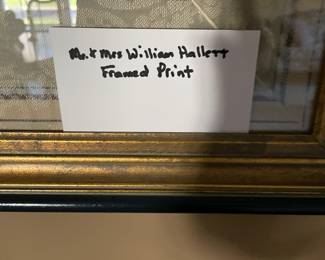 Mr. & Mrs William Hallett
Framed Print